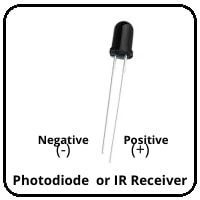 Negative Positive
(-) (+)
Photodiode or IR Receiver